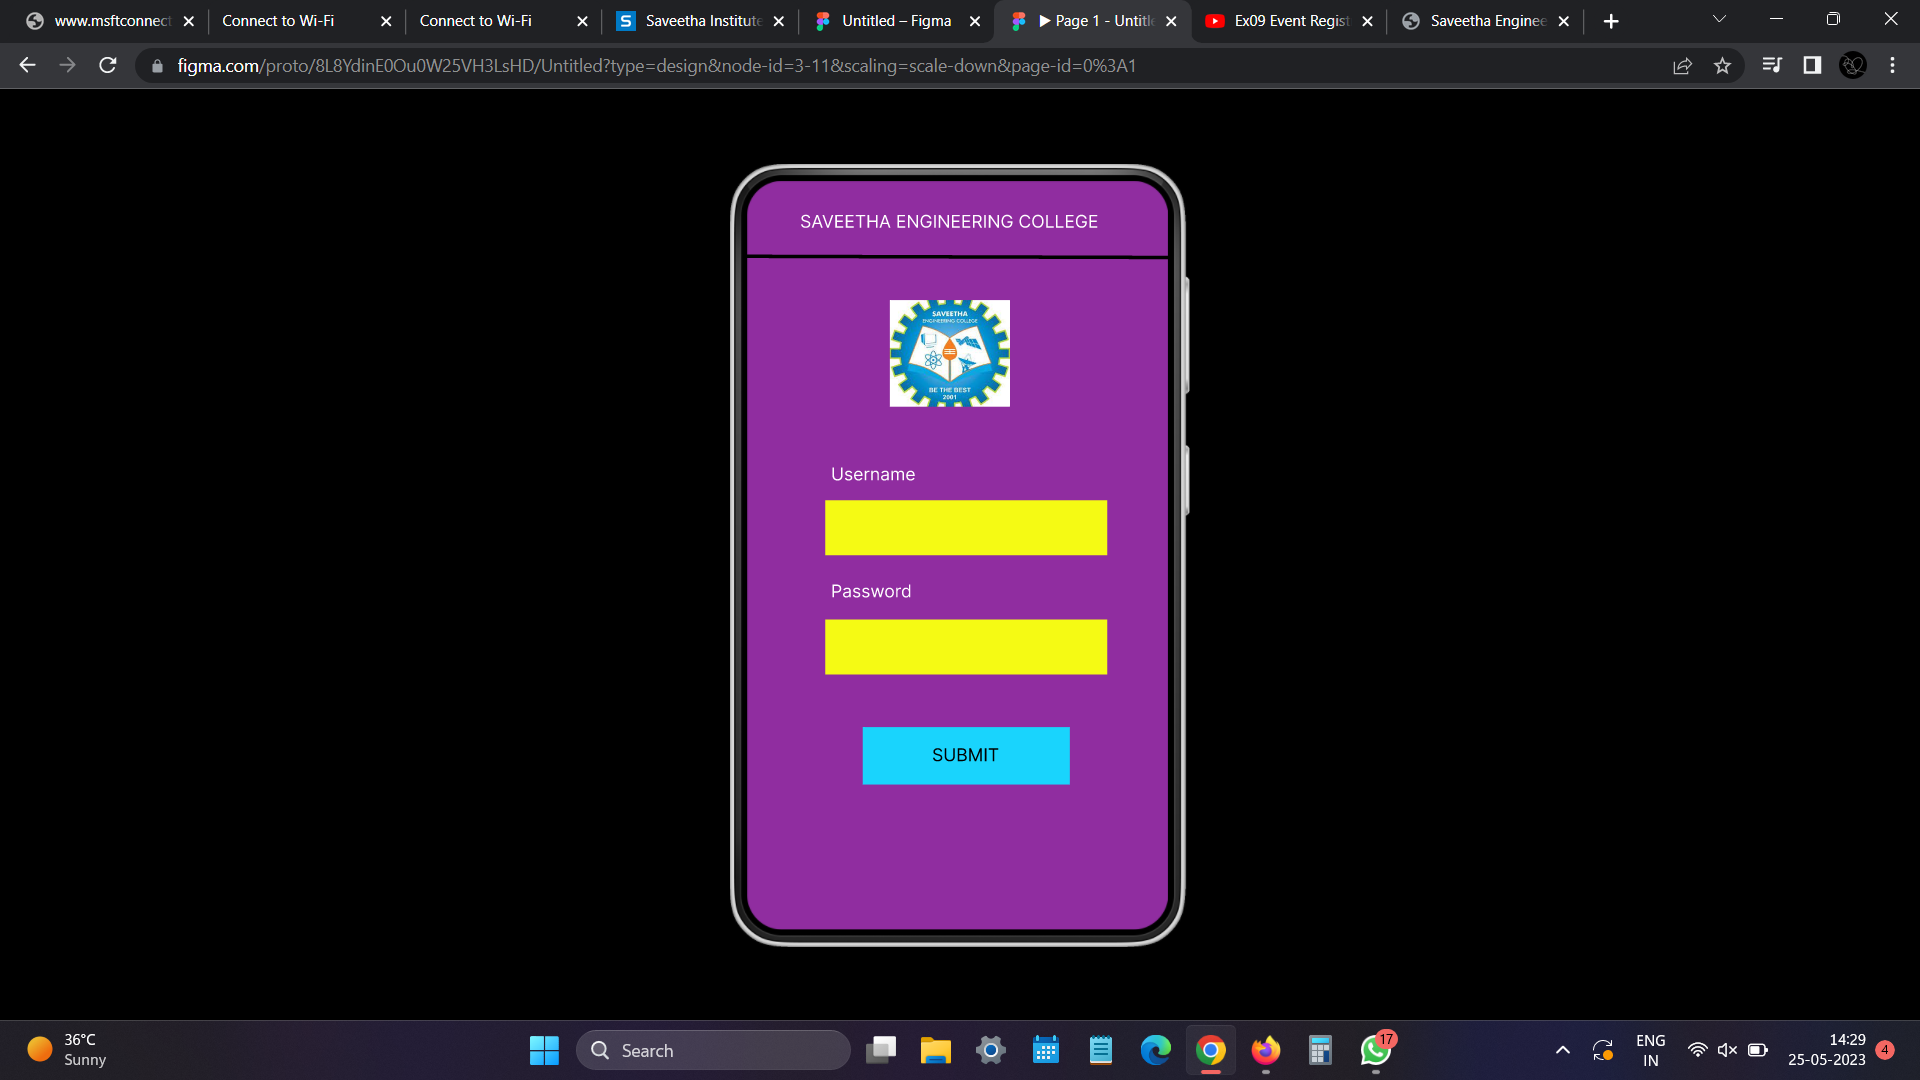 www.msftconnect
Connect to Wi-Fi
Connect to Wi-Fi
S
Saveetha Institute
Untitled – Figma
Page 1 - Untitle
Ex09 Event Regist
Saveetha Enginee
figma.com/proto/8L8YdinE0Ou0W25VH3LsHD/Untitled?type=design&node-id=3-11&scaling=scale-down&page-id=0%3A1
SAVEETHA ENGINEERING COLLEGE
SAVEETHA
ENGINEERING COLLEGE
BE THE BEST
2001
Username
Password
SUBMIT
36°C
Sunny
Search
17
ENG
IN
14:29
25-05-2023
4